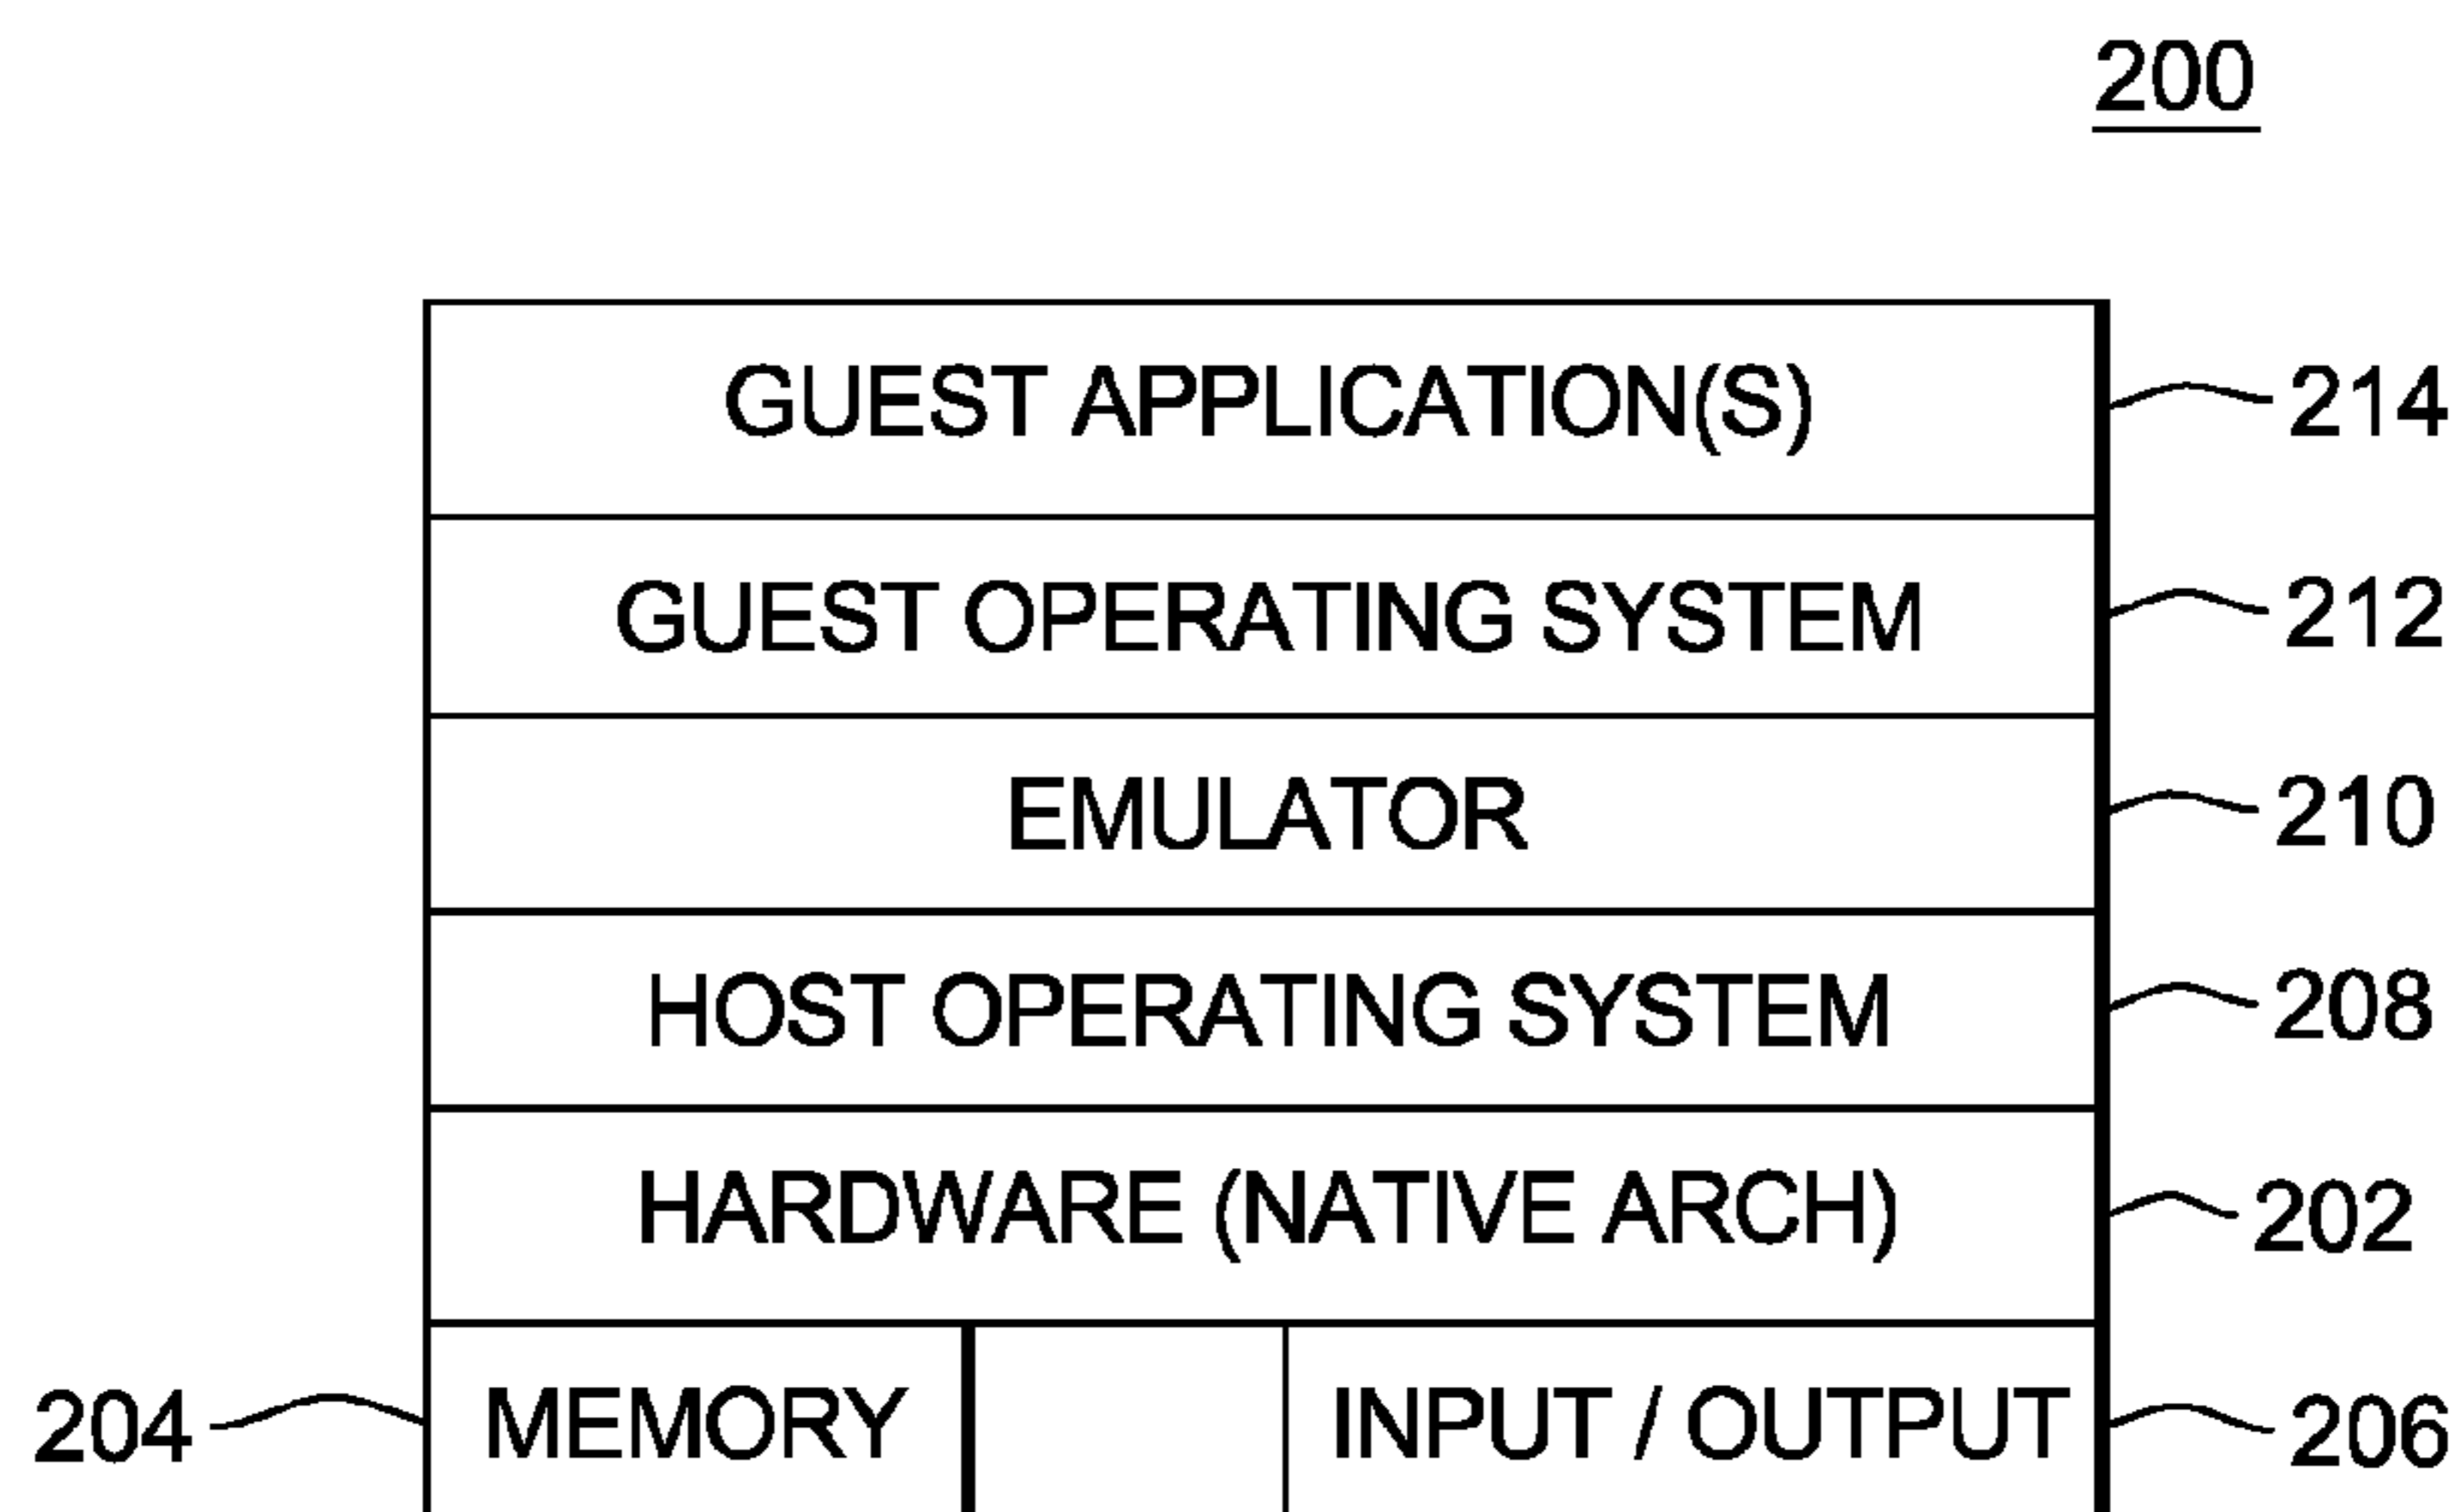 200
GUEST APPLICATION(S) 214
GUEST OPERATING SYSTEM 212
EMULATOR 210
HOST OPERATING SYSTEM 208
HARDWARE (NATIVE ARCH) 202
204 MEMORY INPUT / OUTPUT 206